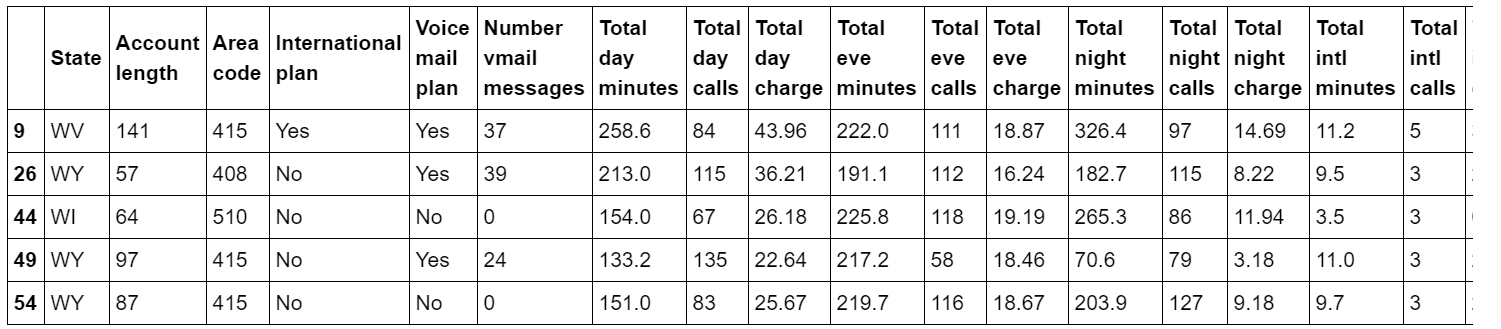 State Account length Area code International plan Voice mail plan Number vmail messages Total day minutes Total day calls Total day charge Total eve minutes Total eve calls Total eve charge Total night minutes Total night calls Total night charge Total intl minutes Total intl calls
9 WV 141 415 Yes Yes 37 258.6 84 43.96 222.0 111 18.87 326.4 97 14.69 11.2 5
26 WY 57 408 No Yes 39 213.0 115 36.21 191.1 112 16.24 182.7 115 8.22 9.5 3
44 WI 64 510 No No 0 154.0 67 26.18 225.8 118 19.19 265.3 86 11.94 3.5 3
49 WY 97 415 No Yes 24 133.2 135 22.64 217.2 58 18.46 70.6 79 3.18 11.0 3
54 WY 87 415 No No 0 151.0 83 25.67 219.7 116 18.67 203.9 127 9.18 9.7 3